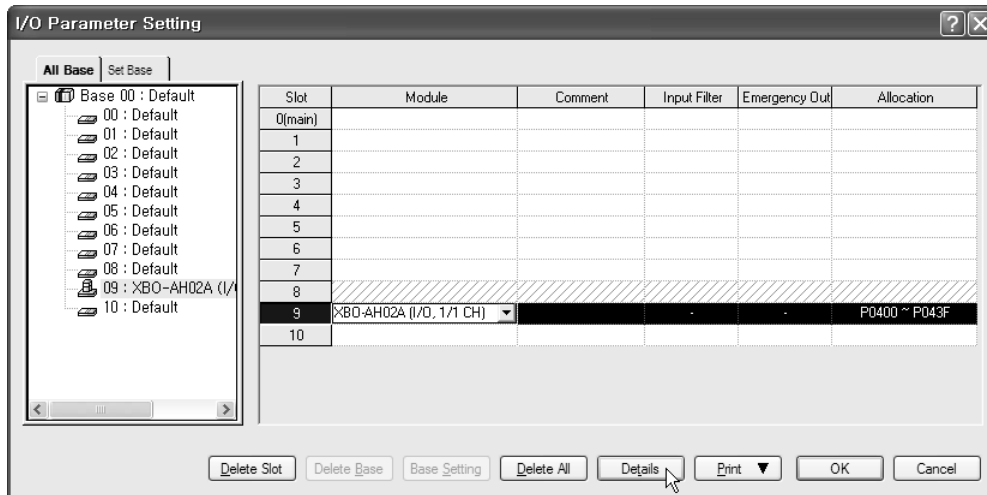 I/O Parameter Setting
All Base Set Base
Base 00 : Default
00 : Default
01 : Default
02 : Default
03 : Default
04 : Default
05 : Default
06 : Default
07 : Default
08 : Default
09 : XBO-AH02A (I/
10 : Default
Slot Module Comment Input Filter Emergency Out Allocation
0(main)
1
2
3
4
5
6
7
8
9 XBO-AH02A (I/O, 1/1 CH) - - P0400 ~ P043F
10
Delete Slot Delete Base Base Setting Delete All Details Print ▼ OK Cancel